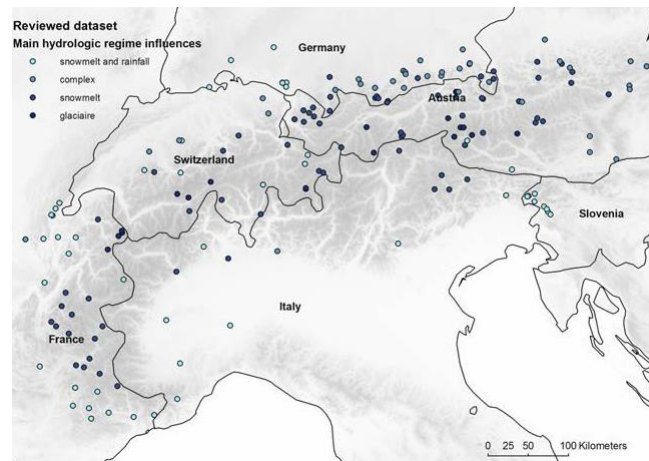 Reviewed dataset
Main hydrologic regime influences
snowmelt and rainfall
complex
snowmelt
glaciaire
Germany
Austria
Switzerland
Slovenia
Italy
France
0 25 50 100 Kilometers